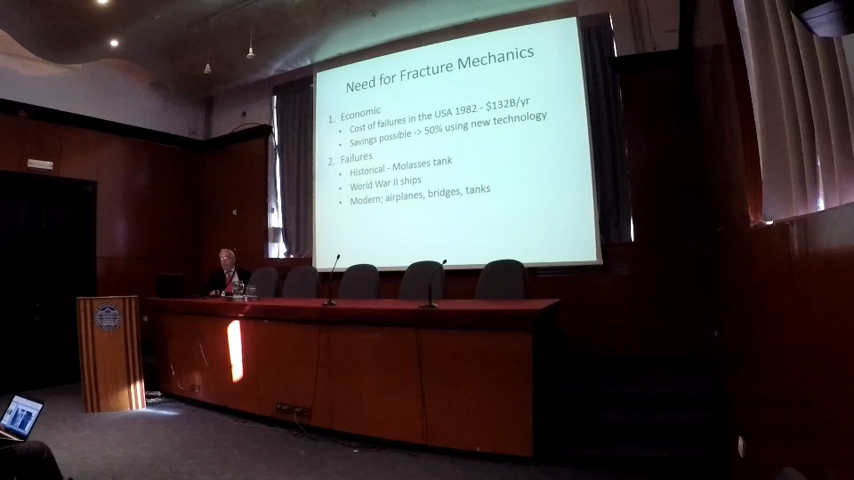 Need for Fracture Mechanics
1. Economic
• Cost of failures in the USA 1982 - $132B/yr
• Savings possible -> 50% using new technology
2. Failures
• Historical - Molasses tank
• World War II ships
• Modern; airplanes, bridges, tanks